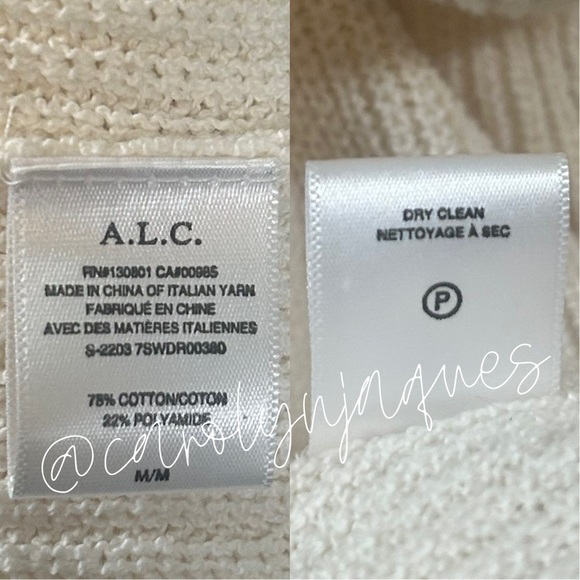 A.L.C.
RN#130801 CA#00985
MADE IN CHINA OF ITALIAN YARN
FABRIQUÉ EN CHINE
AVEC DES MATIÈRES ITALIENNES
S-2203 7SWDR00380
78% COTTON/COTON
22% POLYAMIDE
M/M
DRY CLEAN
NETTOYAGE À SEC
P
@carolynjaques